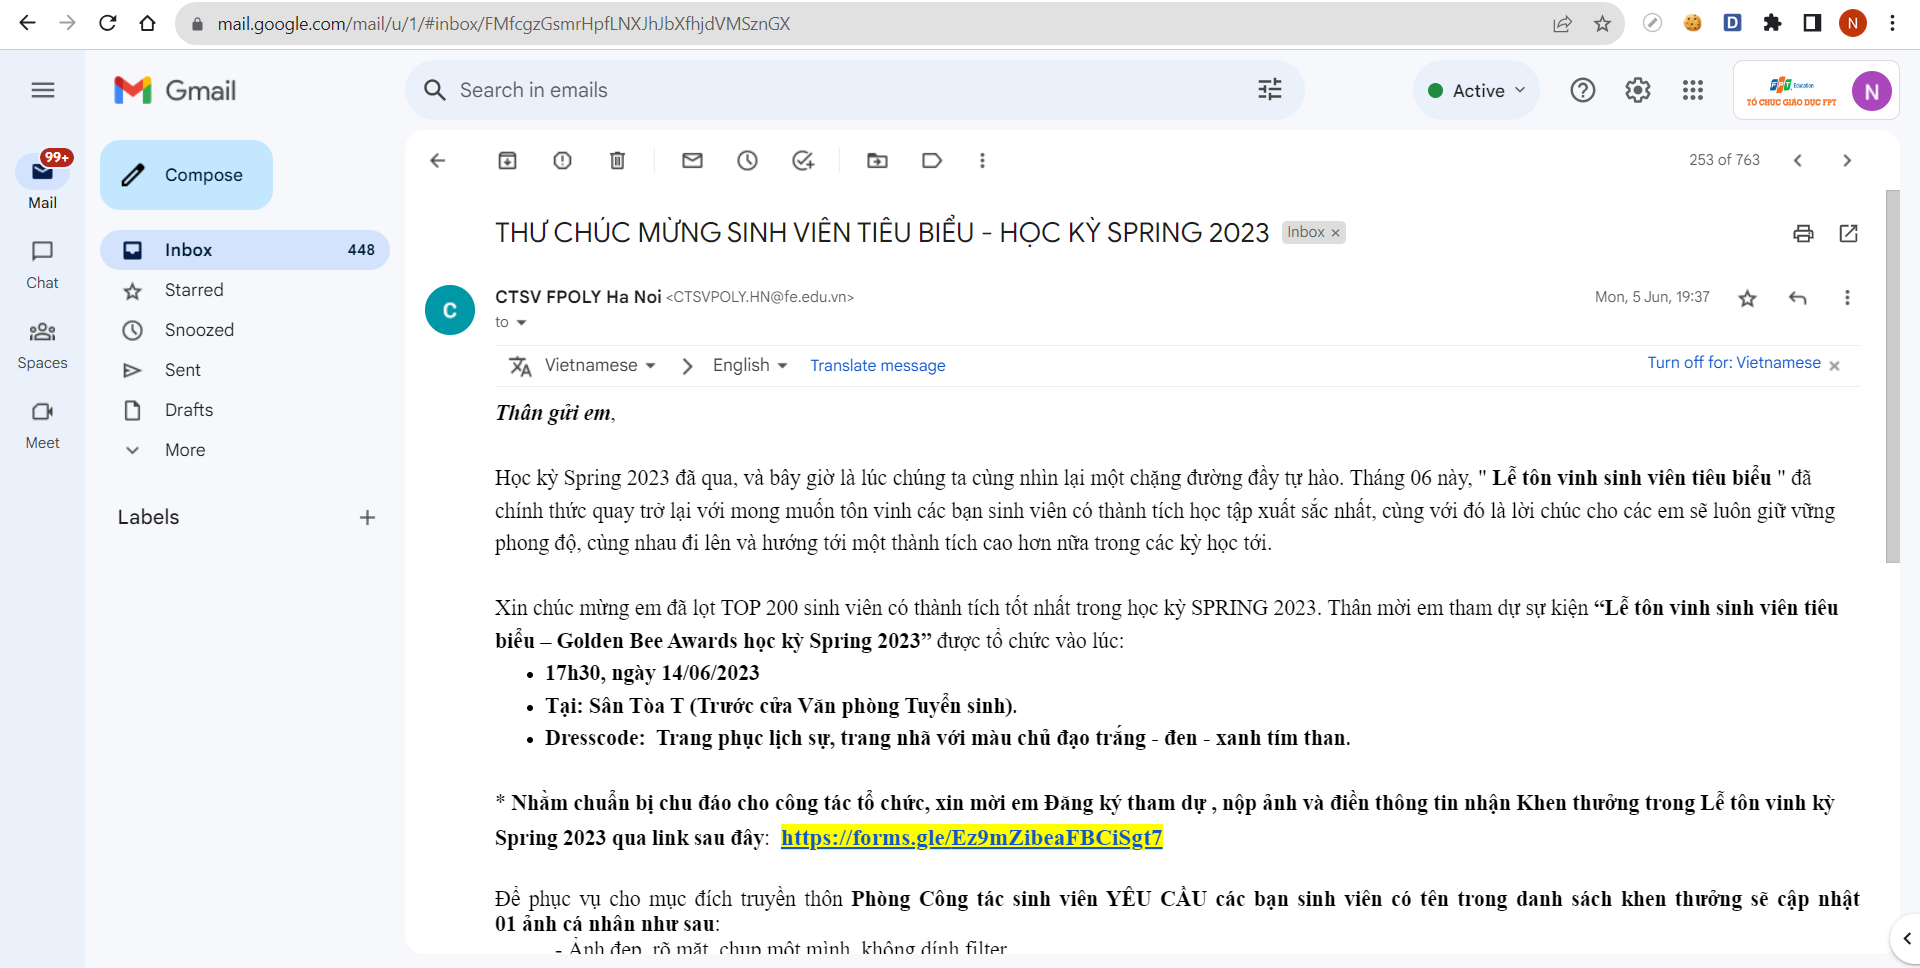 mail.google.com/mail/u/1/#inbox/FMfcgzGsmrHpfLNXJhJbXfhjdVMSznGX
D
N
Gmail
Search in emails
Active
FPT Education
TỔ CHỨC GIÁO DỤC FPT
N
99+
Mail
Chat
Spaces
Meet
Compose
Inbox 448
Starred
Snoozed
Sent
Drafts
More
Labels
253 of 763
THƯ CHÚC MỪNG SINH VIÊN TIÊU BIỂU - HỌC KỲ SPRING 2023 Inbox ×
C
CTSV FPOLY Ha Noi <CTSVPOLY.HN@fe.edu.vn>
Mon, 5 Jun, 19:37
to
Vietnamese > English Translate message
Turn off for: Vietnamese ×
Thân gửi em,
Học kỳ Spring 2023 đã qua, và bây giờ là lúc chúng ta cùng nhìn lại một chặng đường đầy tự hào. Tháng 06 này, " Lễ tôn vinh sinh viên tiêu biểu " đã
chính thức quay trở lại với mong muốn tôn vinh các bạn sinh viên có thành tích học tập xuất sắc nhất, cùng với đó là lời chúc cho các em sẽ luôn giữ vững
phong độ, cùng nhau đi lên và hướng tới một thành tích cao hơn nữa trong các kỳ học tới.
Xin chúc mừng em đã lọt TOP 200 sinh viên có thành tích tốt nhất trong học kỳ SPRING 2023. Thân mời em tham dự sự kiện “Lễ tôn vinh sinh viên tiêu
biểu – Golden Bee Awards học kỳ Spring 2023” được tổ chức vào lúc:
• 17h30, ngày 14/06/2023
• Tại: Sân Tòa T (Trước cửa Văn phòng Tuyển sinh).
• Dresscode: Trang phục lịch sự, trang nhã với màu chủ đạo trắng - đen - xanh tím than.
* Nhằm chuẩn bị chu đáo cho công tác tổ chức, xin mời em Đăng ký tham dự , nộp ảnh và điền thông tin nhận Khen thưởng trong Lễ tôn vinh kỳ
Spring 2023 qua link sau đây: https://forms.gle/Ez9mZibeaFBCiSgt7
Để phục vụ cho mục đích truyền thôn Phòng Công tác sinh viên YÊU CẦU các bạn sinh viên có tên trong danh sách khen thưởng sẽ cập nhật
01 ảnh cá nhân như sau:
- Ảnh đẹp, rõ mặt, chụp một mình, không dính filter